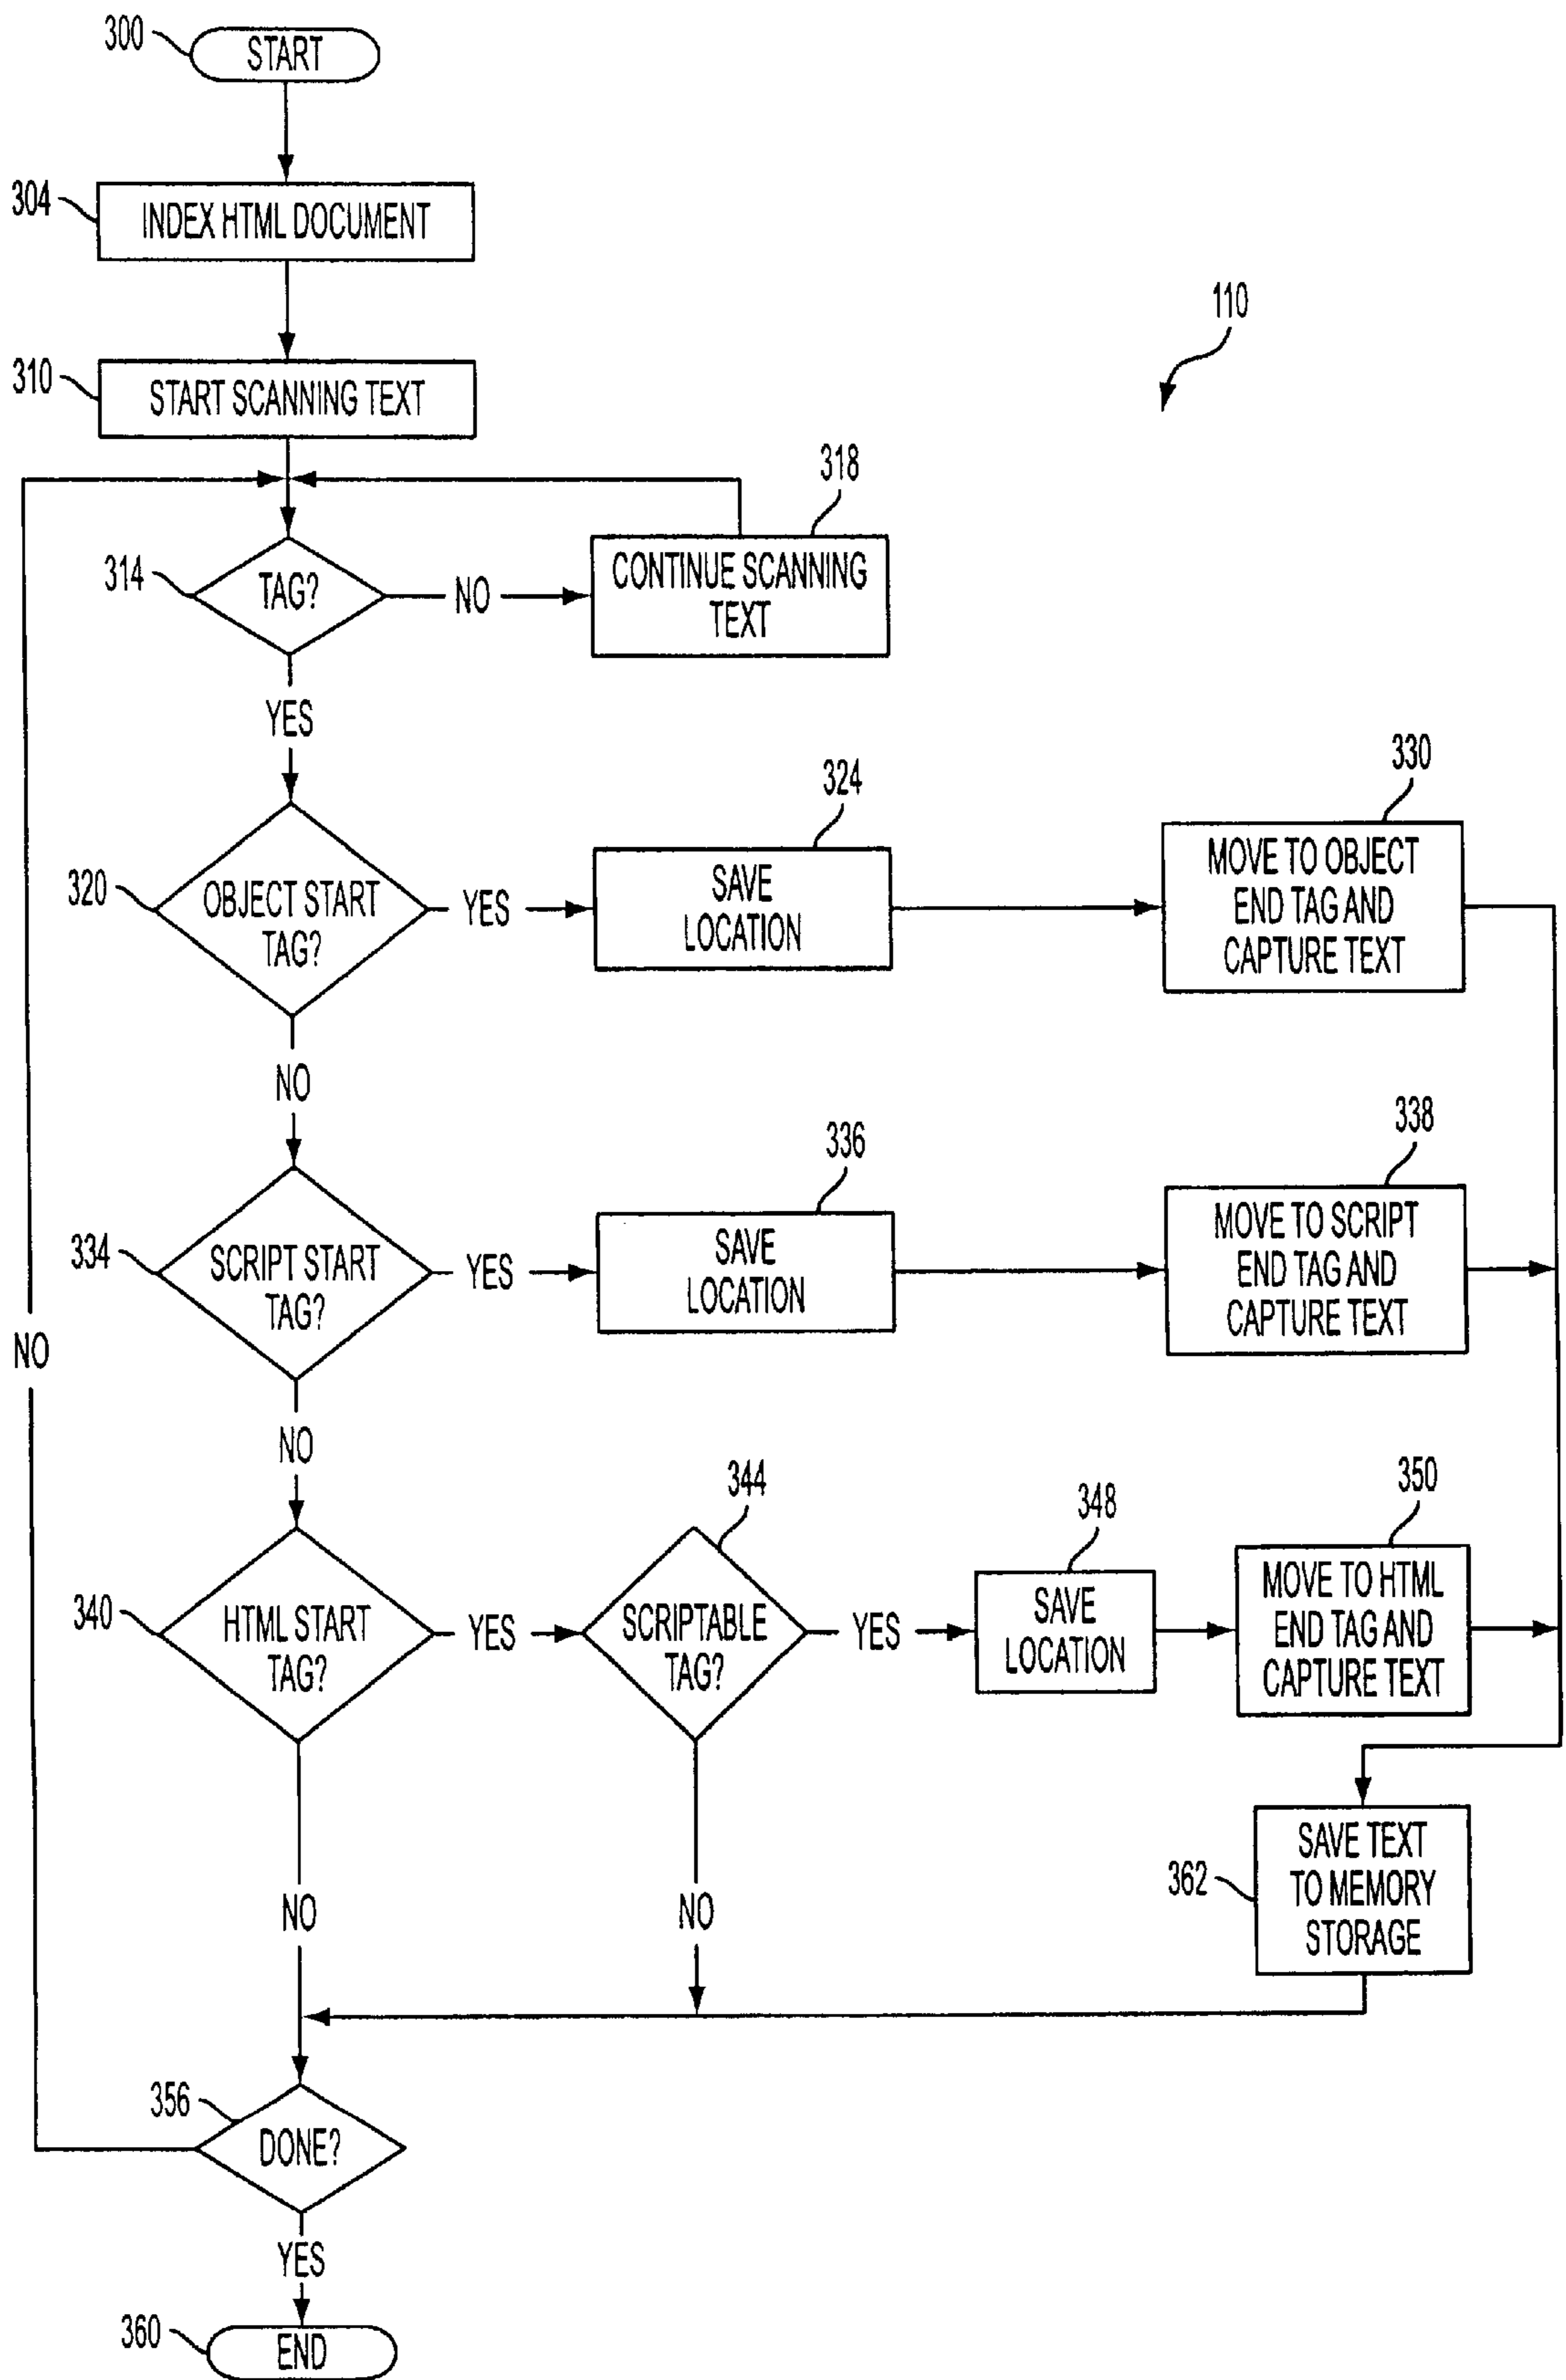 300
START
304
INDEX HTML DOCUMENT
110
310
START SCANNING TEXT
318
314
TAG?
NO
CONTINUE SCANNING
TEXT
YES
324
330
320
OBJECT START
TAG?
YES
SAVE
LOCATION
MOVE TO OBJECT
END TAG AND
CAPTURE TEXT
NO
336
338
334
SCRIPT START
TAG?
YES
SAVE
LOCATION
MOVE TO SCRIPT
END TAG AND
CAPTURE TEXT
NO
NO
344
348
350
340
HTML START
TAG?
YES
SCRIPTABLE
TAG?
YES
SAVE
LOCATION
MOVE TO HTML
END TAG AND
CAPTURE TEXT
NO
NO
362
SAVE TEXT
TO MEMORY
STORAGE
356
DONE?
YES
360
END